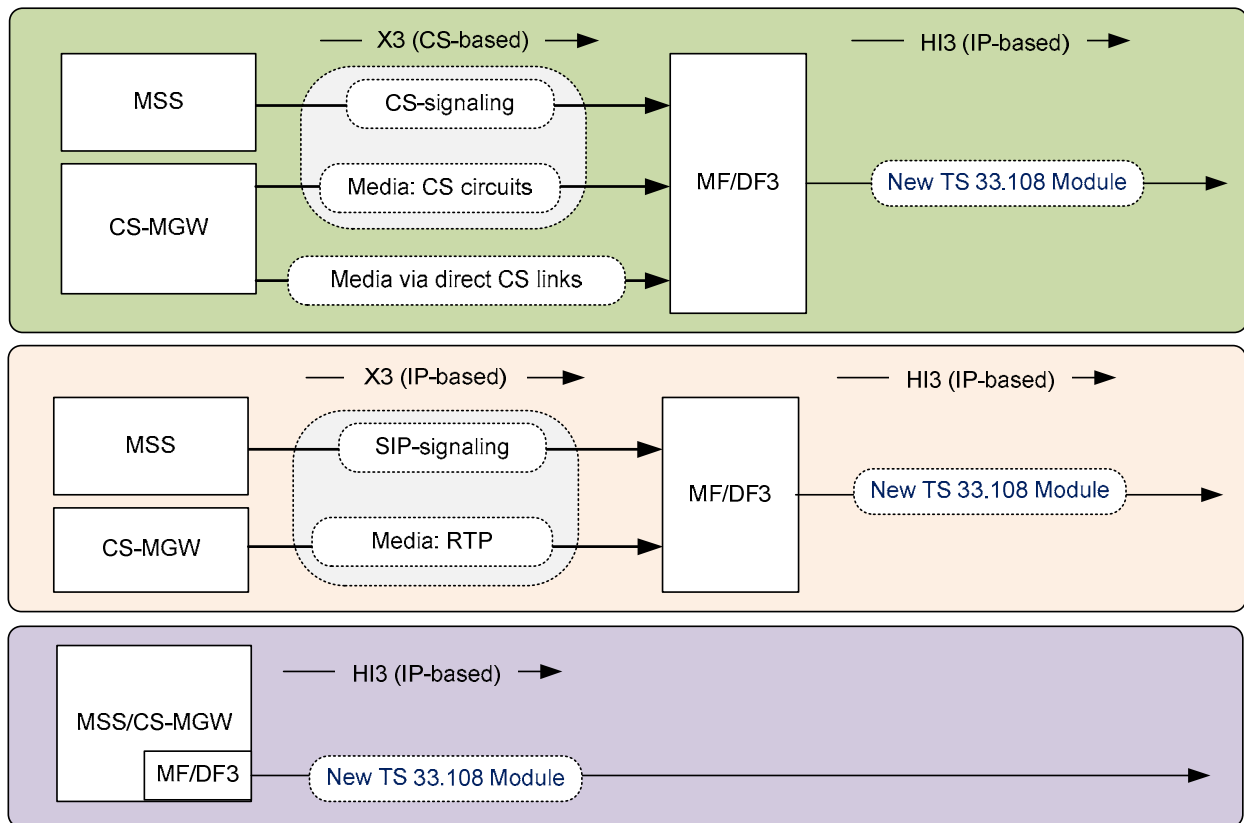 X3 (CS-based)
HI3 (IP-based)
MSS
CS-signaling
CS-MGW
Media: CS circuits
Media via direct CS links
MF/DF3
New TS 33.108 Module
X3 (IP-based)
HI3 (IP-based)
MSS
SIP-signaling
CS-MGW
Media: RTP
MF/DF3
New TS 33.108 Module
HI3 (IP-based)
MSS/CS-MGW
MF/DF3
New TS 33.108 Module